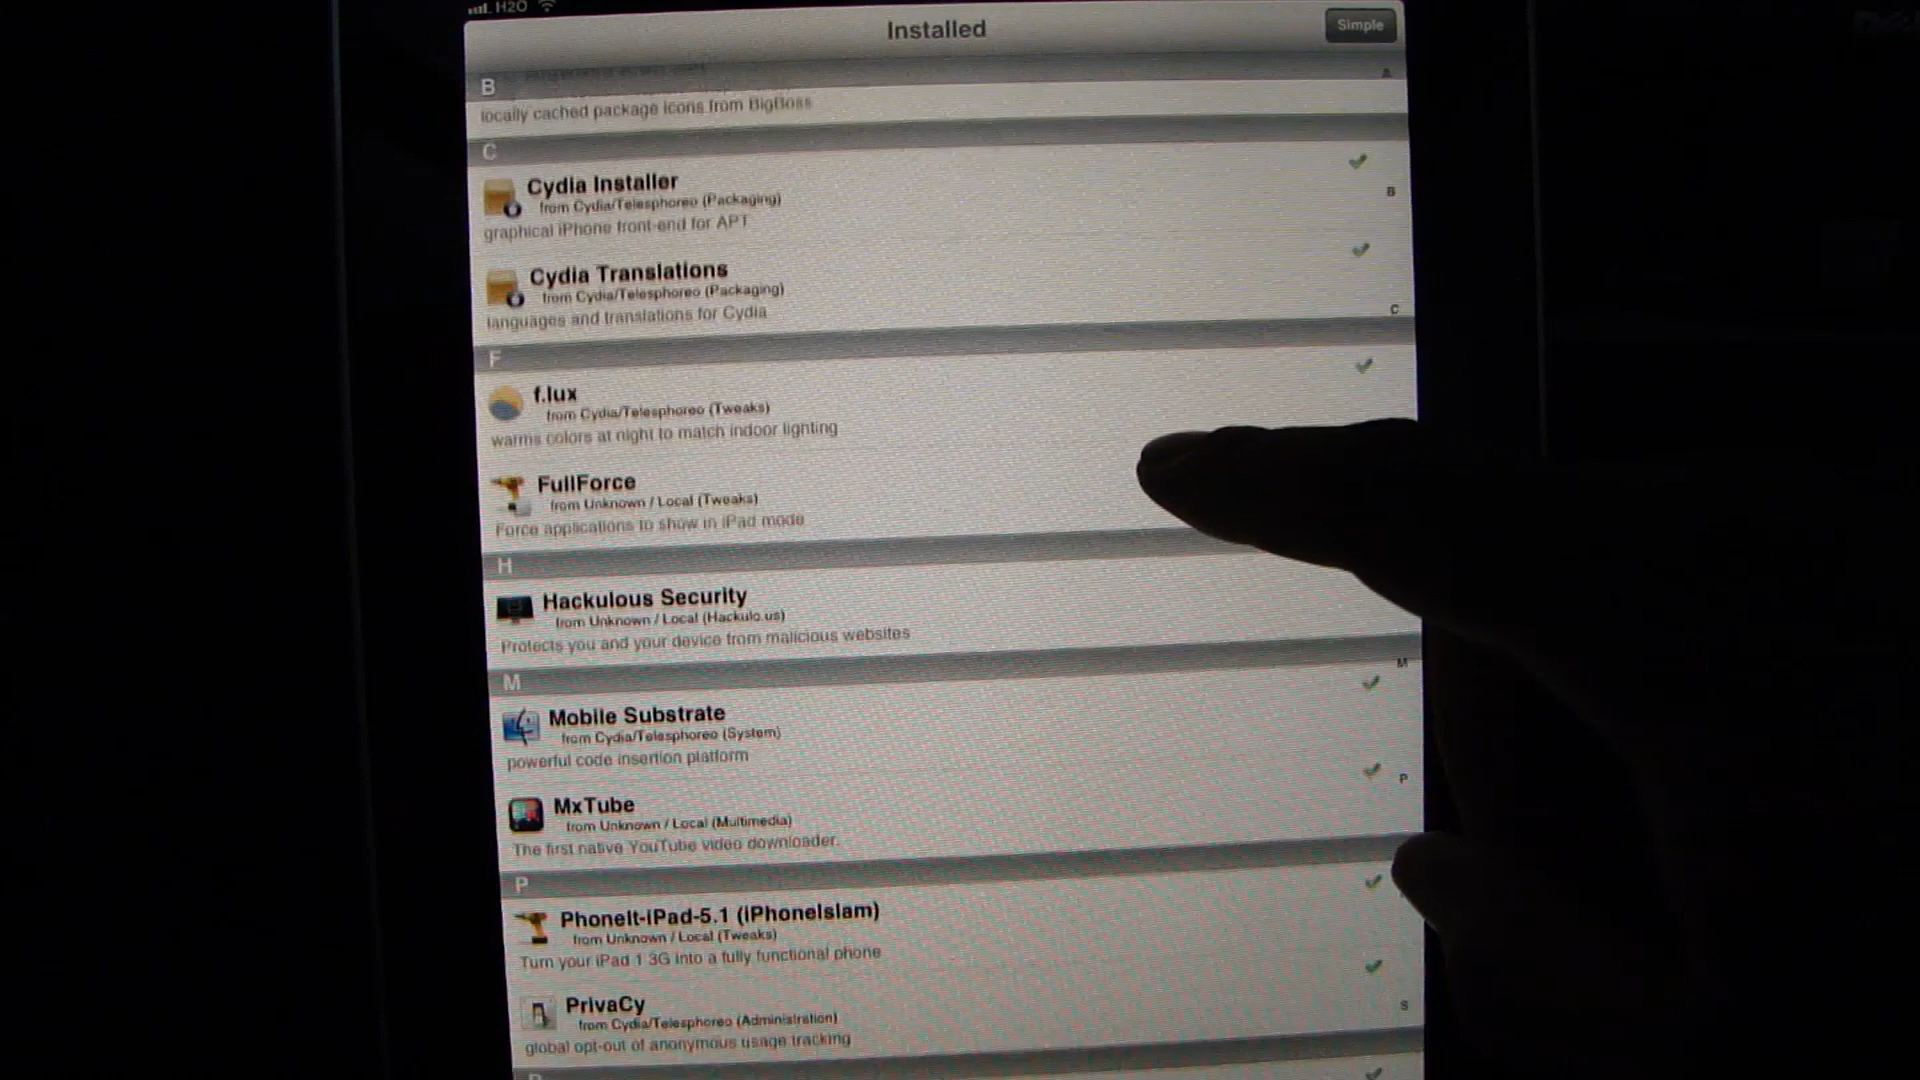 H2O
Installed
Simple
B
A
locally cached package icons from BigBoss
C
Cydia Installer
from Cydia/Telesphoreo (Packaging)
graphical iPhone front-end for APT
B
Cydia Translations
from Cydia/Telesphoreo (Packaging)
languages and translations for Cydia
C
F
f.lux
from Cydia/Telesphoreo (Tweaks)
warms colors at night to match indoor lighting
FullForce
from Unknown / Local (Tweaks)
Force applications to show in iPad mode
H
Hackulous Security
from Unknown / Local (Hackulo.us)
Protects you and your device from malicious websites
M
M
Mobile Substrate
from Cydia/Telesphoreo (System)
powerful code insertion platform
P
MxTube
from Unknown / Local (Multimedia)
The first native YouTube video downloader.
P
PhoneIt-iPad-5.1 (iPhoneIslam)
from Unknown / Local (Tweaks)
Turn your iPad 1 3G into a fully functional phone
PrivaCy
from Cydia/Telesphoreo (Administration)
S
global opt-out of anonymous usage tracking